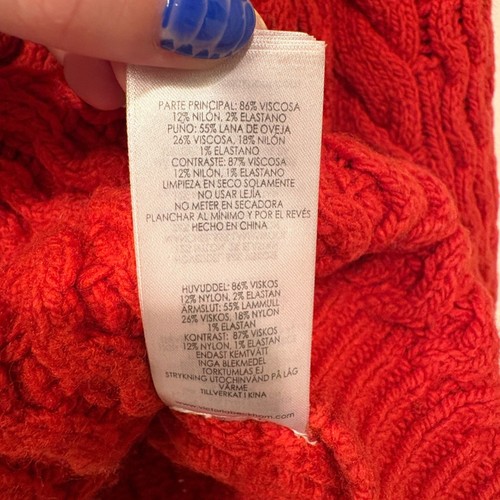 PARTE PRINCIPAL: 86% VISCOSA
12% NILÓN, 2% ELASTANO
PUÑO: 55% LANA DE OVEJA
26% VISCOSA, 18% NILÓN
1% ELASTANO
CONTRASTE: 87% VISCOSA
12% NILÓN, 1% ELASTANO
LIMPIEZA EN SECO SOLAMENTE
NO USAR LEJÍA
NO METER EN SECADORA
PLANCHAR AL MÍNIMO Y POR EL REVÉS
HECHO EN CHINA
HUVUDDEL: 86% VISKOS
12% NYLON, 2% ELASTAN
ÄRMSLUT: 55% LAMMULL
26% VISKOS, 18% NYLON
1% ELASTAN
KONTRAST: 87% VISKOS
12% NYLON, 1% ELASTAN
ENDAST KEMTVÄTT
INGA BLEKMEDEL
TORKTUMLAS EJ
STRYKNING UTOCHINVÄND PÅ LÅG
VÄRME
TILLVERKAT I KINA